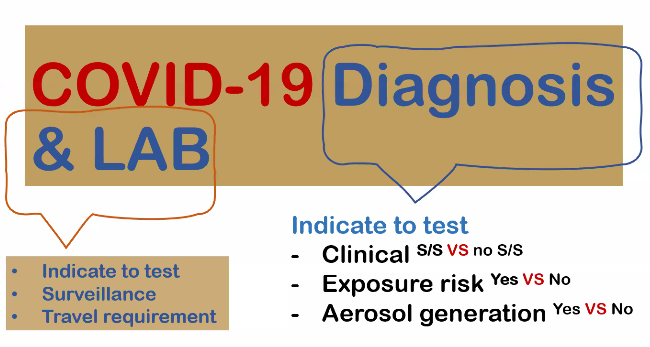 COVID-19 Diagnosis
& LAB
Indicate to test
- Clinical S/S VS no S/S
- Exposure risk Yes VS No
- Aerosol generation Yes VS No
• Indicate to test
• Surveillance
• Travel requirement